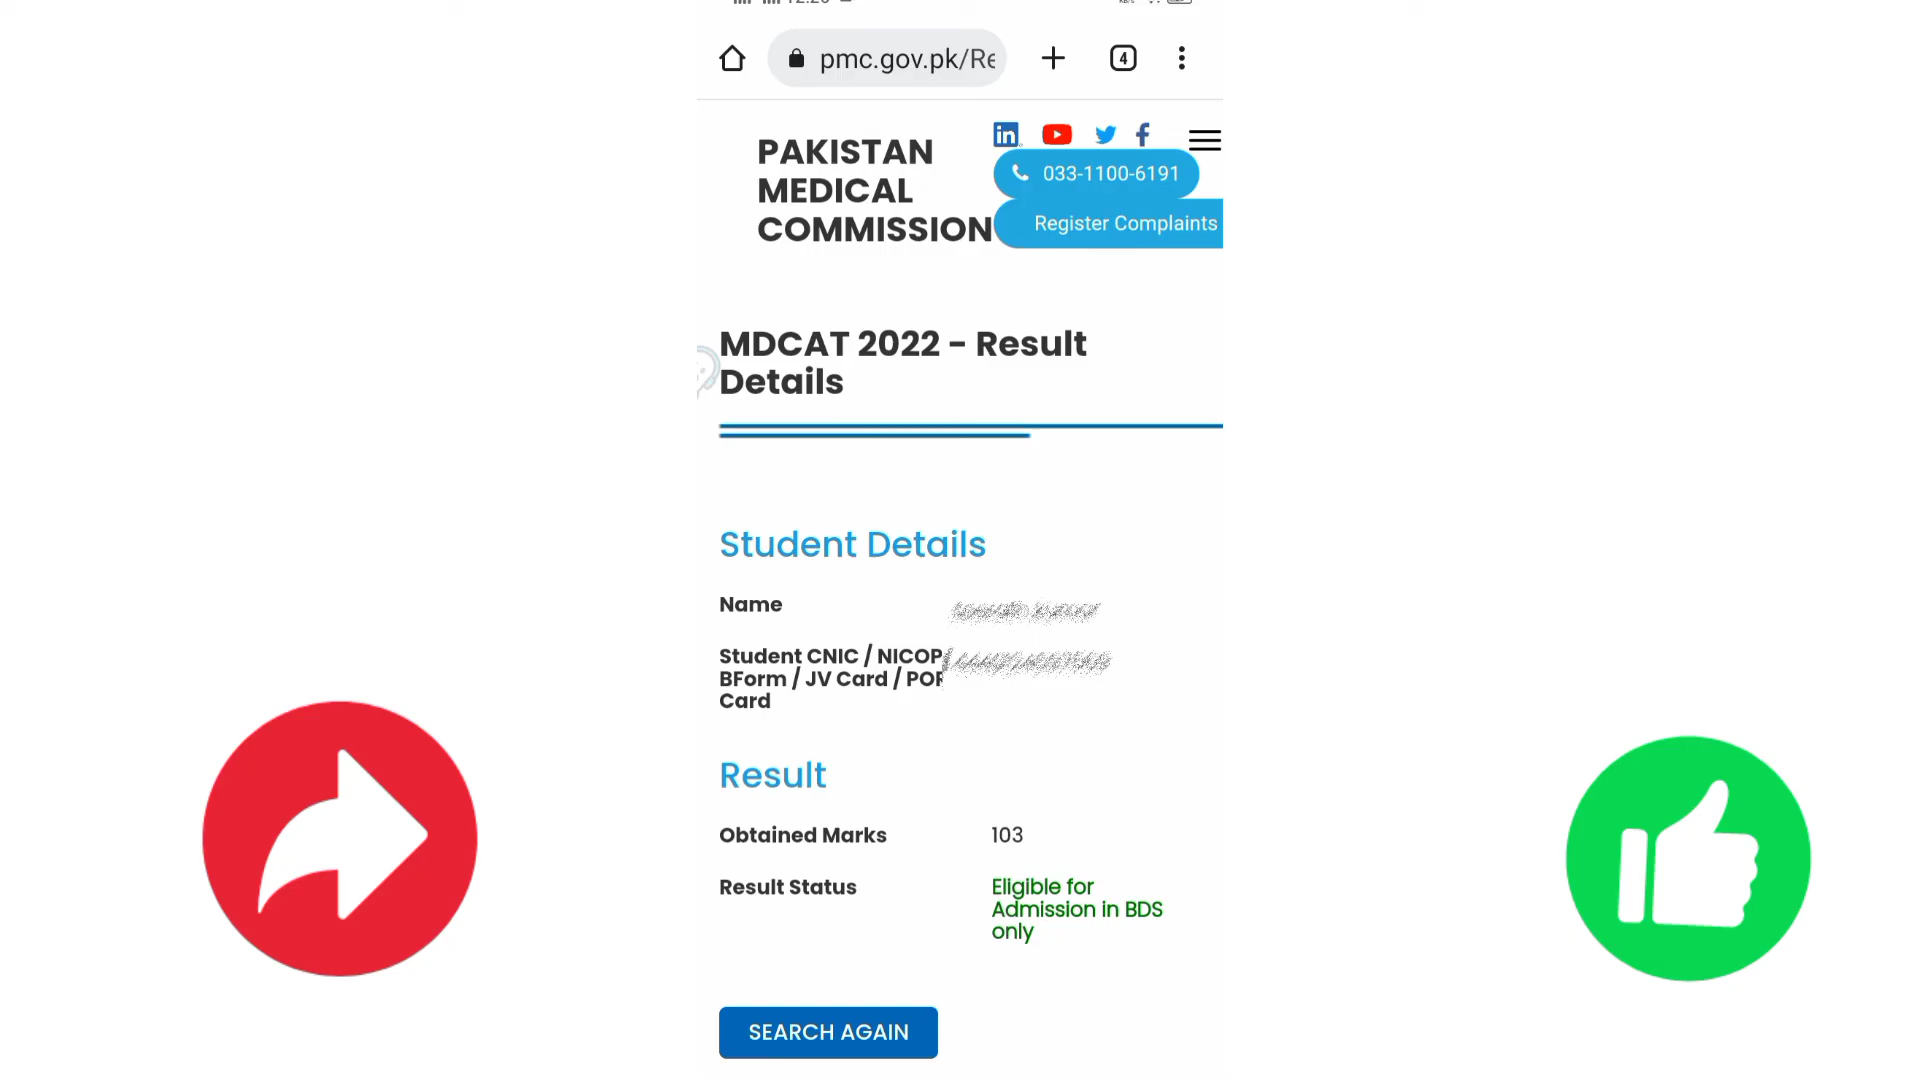 pmc.gov.pk/Re
4
PAKISTAN
MEDICAL
COMMISSION
in
033-1100-6191
Register Complaints
MDCAT 2022 - Result
Details
Student Details
Name
Student CNIC / NICOP
BForm / JV Card / POR
Card
Result
Obtained Marks 103
Result Status Eligible for
Admission in BDS
only
SEARCH AGAIN